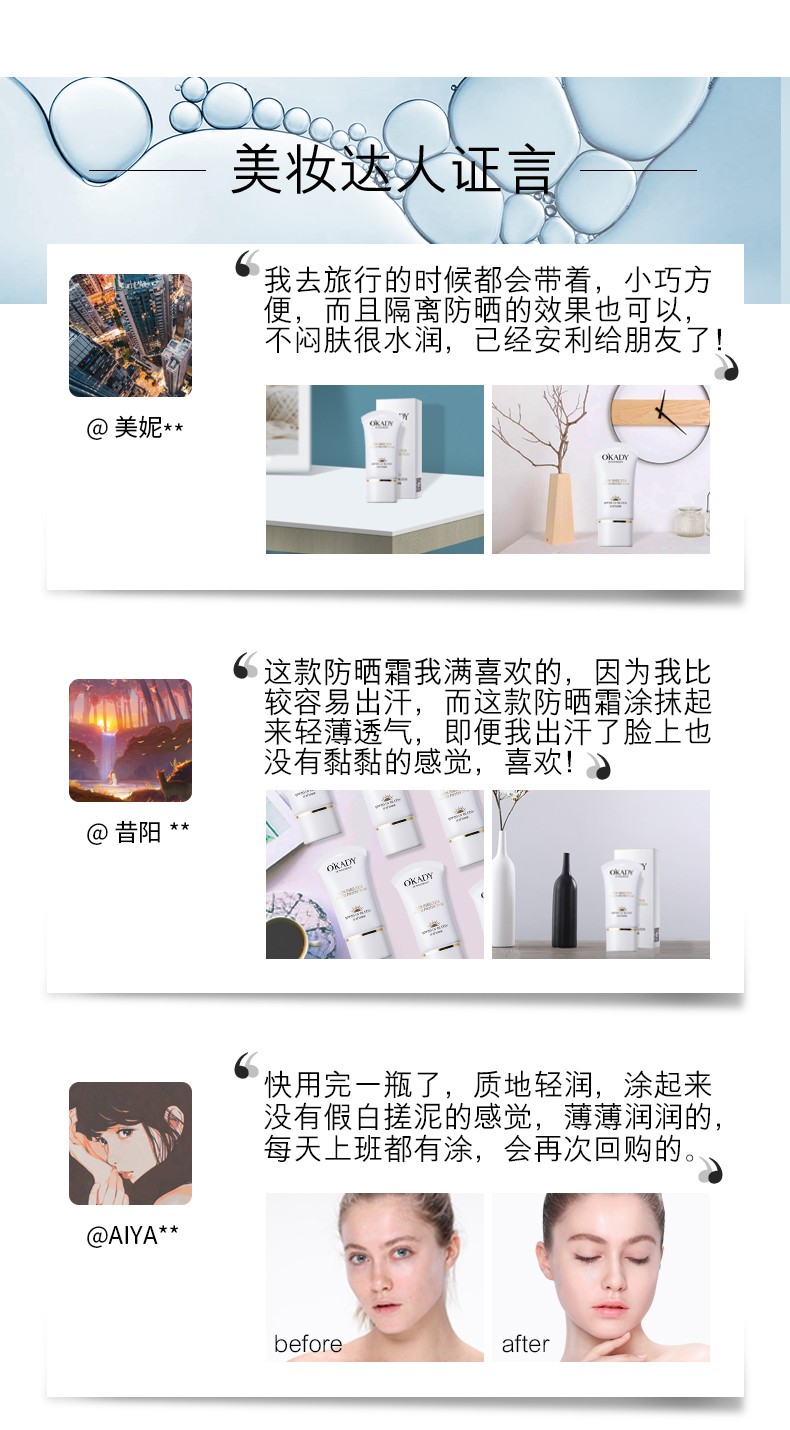 美妆达人证言
我去旅行的时候都会带着，小巧方
便，而且隔离防晒的效果也可以，
不闷肤很水润，已经安利给朋友了！
@ 美妮**
O'KADY
O'KADY
这款防晒霜我满喜欢的，因为我比
较容易出汗，而这款防晒霜涂抹起
来轻薄透气，即便我出汗了脸上也
没有黏黏的感觉，喜欢！
@ 昔阳 **
O'KADY
O'KADY
O'KADY
快用完一瓶了，质地轻润，涂起来
没有假白搓泥的感觉，薄薄润润的，
每天上班都有涂，会再次回购的。
@AIYA**
before
after